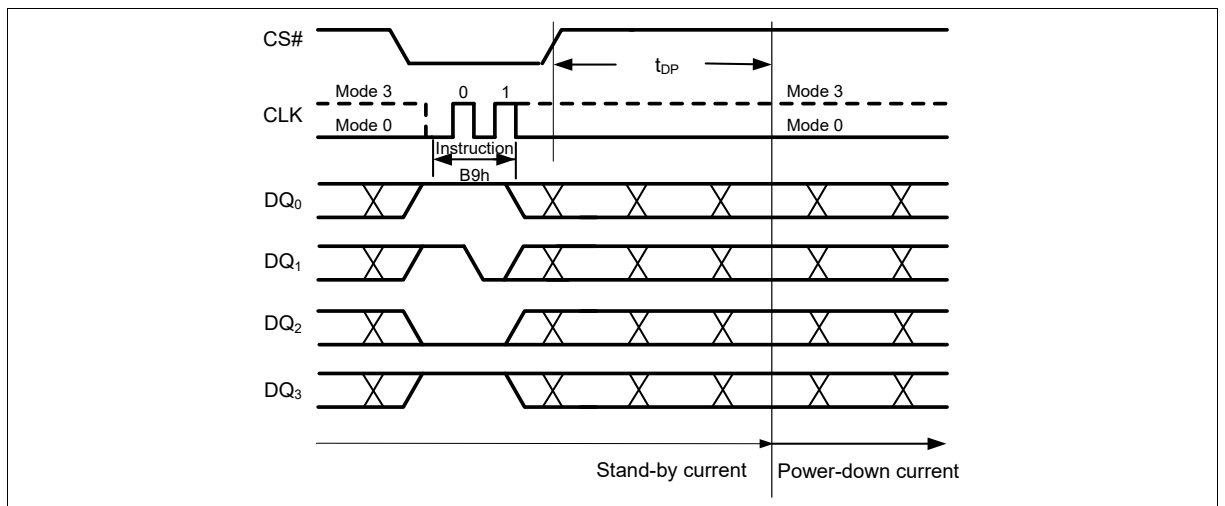 CS#
tDP
Mode 3 0 1 Mode 3
CLK
Mode 0 Mode 0
Instruction
B9h
DQ0
DQ1
DQ2
DQ3
Stand-by current Power-down current